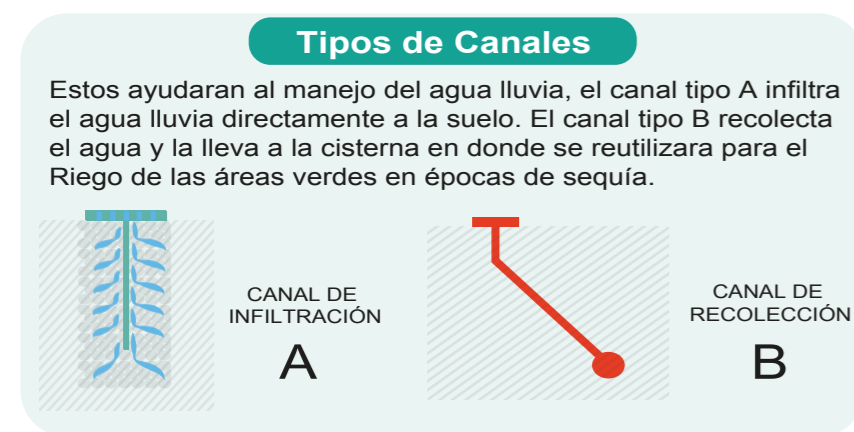 Tipos de Canales
Estos ayudaran al manejo del agua lluvia, el canal tipo A infiltra
el agua lluvia directamente a la suelo. El canal tipo B recolecta
el agua y la lleva a la cisterna en donde se reutilizara para el
Riego de las áreas verdes en épocas de sequía.
CANAL DE
INFILTRACIÓN
A
CANAL DE
RECOLECCIÓN
B